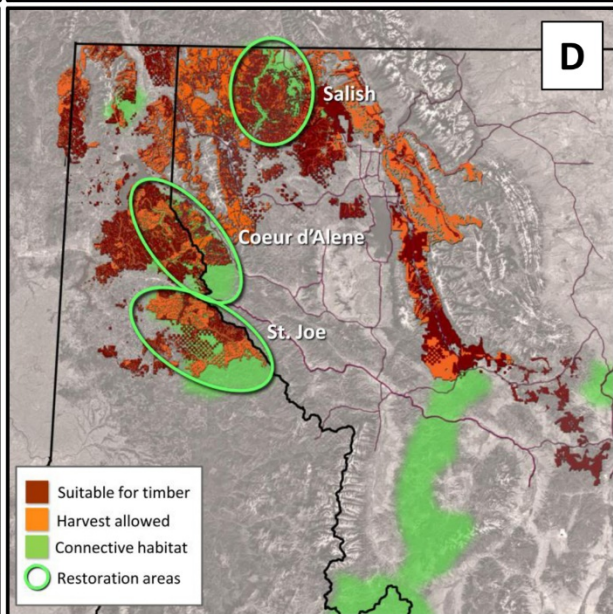 D
Salish
Coeur d'Alene
St. Joe
Suitable for timber
Harvest allowed
Connective habitat
Restoration areas